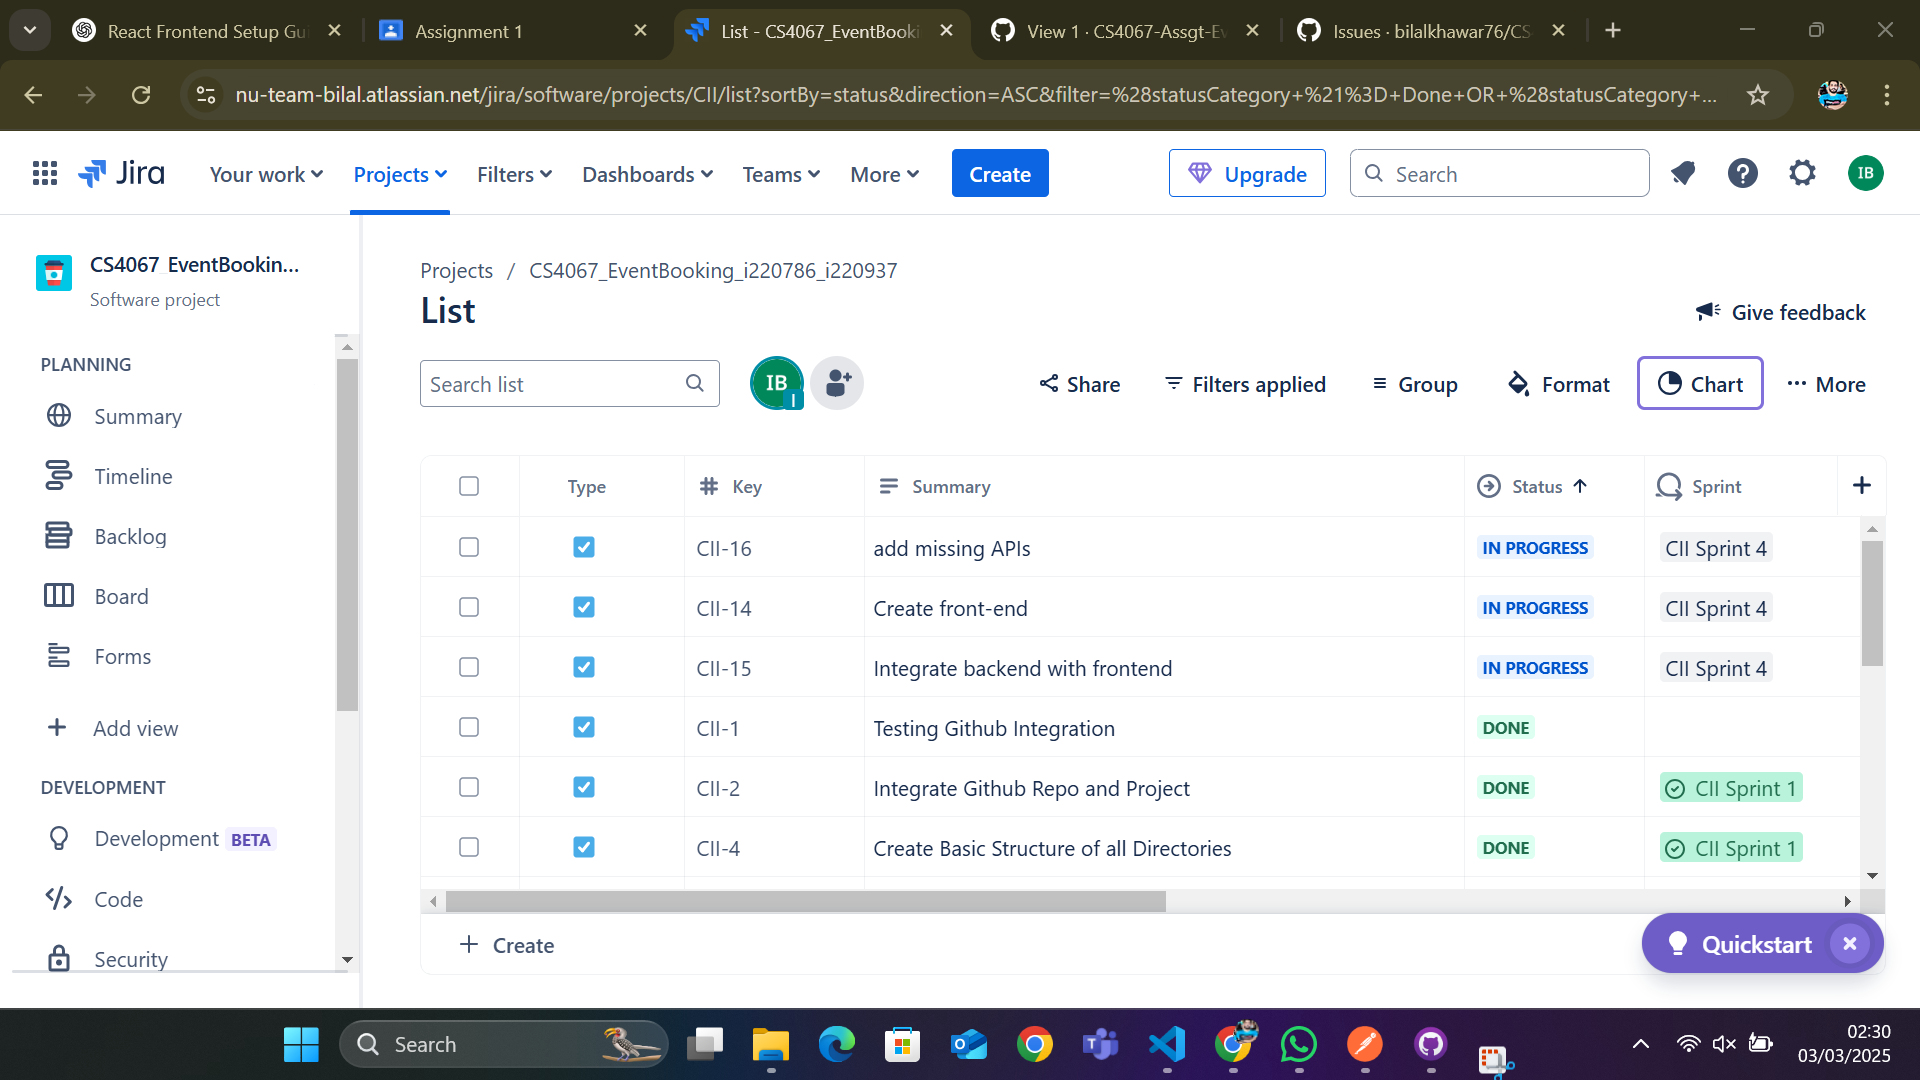 React Frontend Setup Gui
Assignment 1
List - CS4067_EventBooki
View 1 · CS4067-Assgt-Ev
Issues · bilalkhawar76/CS
nu-team-bilal.atlassian.net/jira/software/projects/CII/list?sortBy=status&direction=ASC&filter=%28statusCategory+%21%3D+Done+OR+%28statusCategory+...
Jira
Your work
Projects
Filters
Dashboards
Teams
More
Create
Upgrade
Search
IB
CS4067_EventBookin...
Software project
PLANNING
Summary
Timeline
Backlog
Board
Forms
Add view
DEVELOPMENT
Development BETA
Code
Security
Projects / CS4067_EventBooking_i220786_i220937
List
Give feedback
Search list
IB
I
Share
Filters applied
Group
Format
Chart
More
Type Key Summary Status Sprint
CII-16 add missing APIs IN PROGRESS CII Sprint 4
CII-14 Create front-end IN PROGRESS CII Sprint 4
CII-15 Integrate backend with frontend IN PROGRESS CII Sprint 4
CII-1 Testing Github Integration DONE
CII-2 Integrate Github Repo and Project DONE CII Sprint 1
CII-4 Create Basic Structure of all Directories DONE CII Sprint 1
Create
Quickstart
Search
02:30
03/03/2025